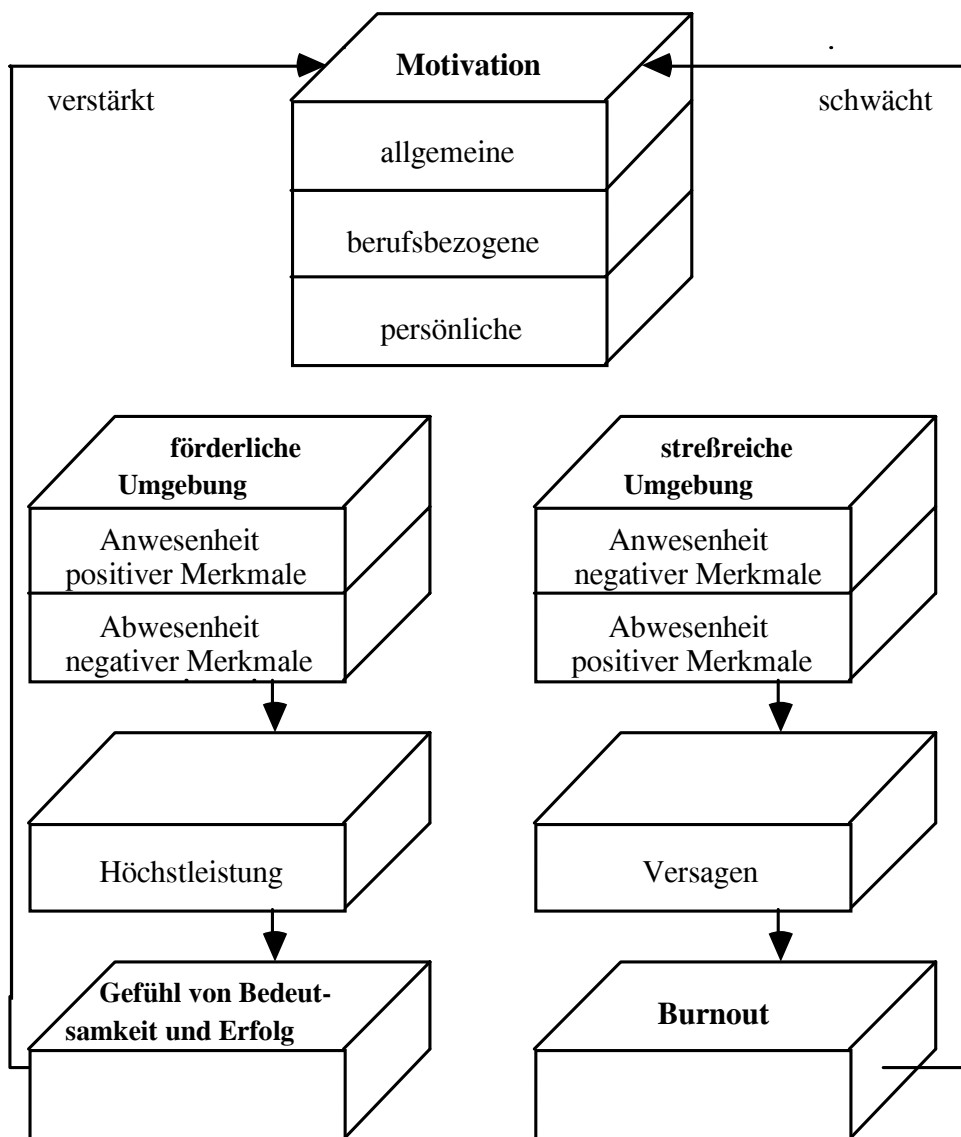 Motivation
verstärkt
schwächt
allgemeine
berufsbezogene
persönliche
förderliche
Umgebung
Anwesenheit
positiver Merkmale
Abwesenheit
negativer Merkmale
streßreiche
Umgebung
Anwesenheit
negativer Merkmale
Abwesenheit
positiver Merkmale
Höchstleistung
Versagen
Gefühl von Bedeut-
samkeit und Erfolg
Burnout